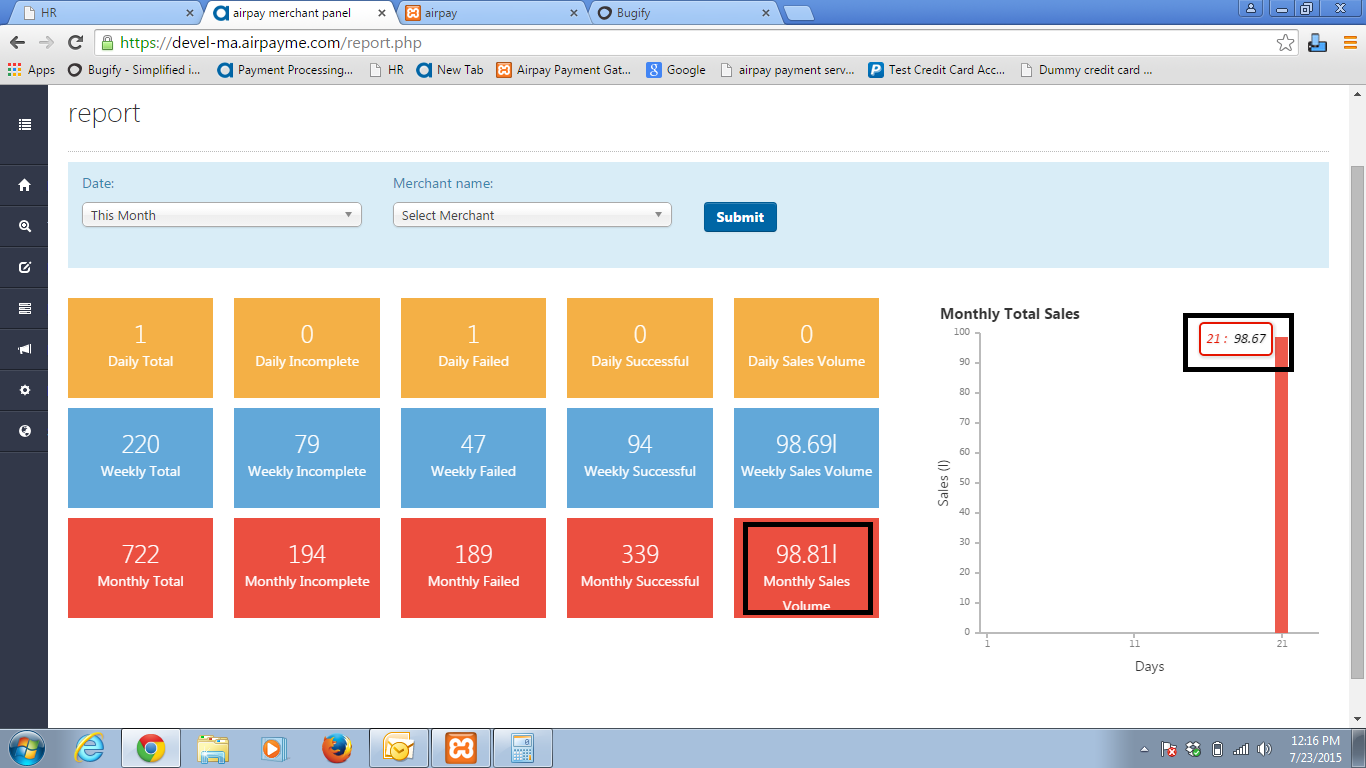 HR
airpay merchant panel
airpay
Bugify
https://devel-ma.airpayme.com/report.php
Apps
Bugify - Simplified i...
Payment Processing...
HR
New Tab
Airpay Payment Gat...
Google
airpay payment serv...
Test Credit Card Acc...
Dummy credit card ...
report
Date:
Merchant name:
This Month
Select Merchant
Submit
1
Daily Total
0
Daily Incomplete
1
Daily Failed
0
Daily Successful
0
Daily Sales Volume
220
Weekly Total
79
Weekly Incomplete
47
Weekly Failed
94
Weekly Successful
98.69l
Weekly Sales Volume
722
Monthly Total
194
Monthly Incomplete
189
Monthly Failed
339
Monthly Successful
98.81l
Monthly Sales
Volume
Monthly Total Sales
21 : 98.67
100
90
80
70
60
50
40
30
20
10
0
Sales (l)
1
11
21
Days
12:16 PM
7/23/2015